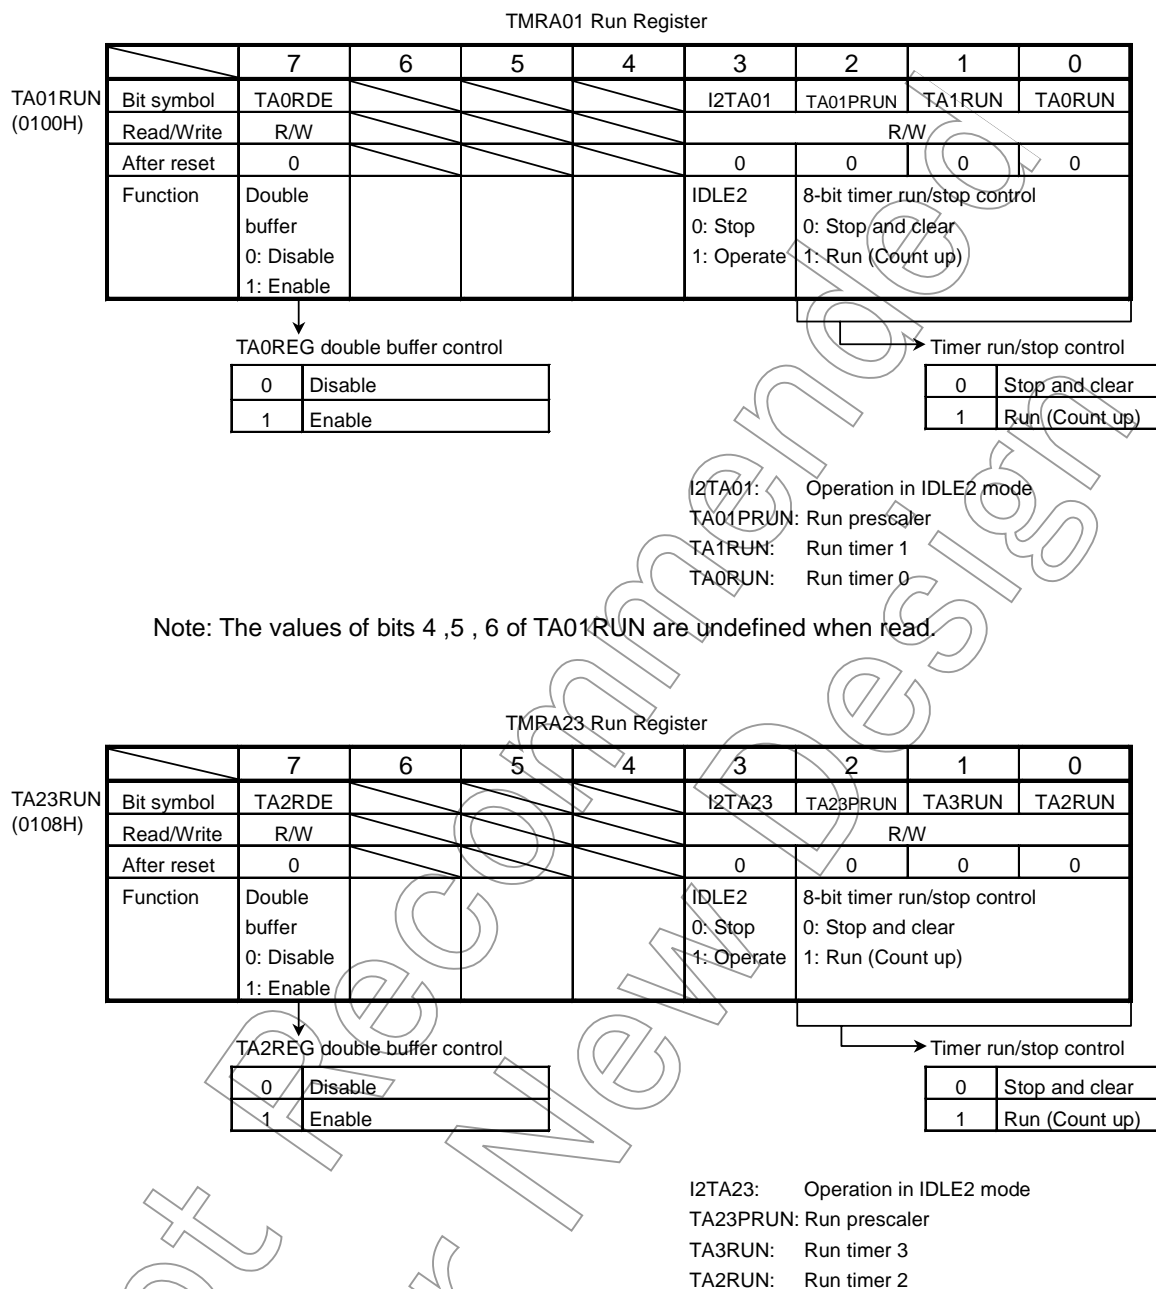 TMRA01 Run Register
7 6 5 4 3 2 1 0
TA01RUN (0100H)
Bit symbol TA0RDE I2TA01 TA01PRUN TA1RUN TA0RUN
Read/Write R/W R/W
After reset 0 0 0 0 0
Function Double buffer 0: Disable 1: Enable
IDLE2 0: Stop 1: Operate
8-bit timer run/stop control 0: Stop and clear 1: Run (Count up)
TA0REG double buffer control
0 Disable
1 Enable
Timer run/stop control
0 Stop and clear
1 Run (Count up)
I2TA01: Operation in IDLE2 mode
TA01PRUN: Run prescaler
TA1RUN: Run timer 1
TA0RUN: Run timer 0
Note: The values of bits 4 ,5 , 6 of TA01RUN are undefined when read.
TMRA23 Run Register
7 6 5 4 3 2 1 0
TA23RUN (0108H)
Bit symbol TA2RDE I2TA23 TA23PRUN TA3RUN TA2RUN
Read/Write R/W R/W
After reset 0 0 0 0 0
Function Double buffer 0: Disable 1: Enable
IDLE2 0: Stop 1: Operate
8-bit timer run/stop control 0: Stop and clear 1: Run (Count up)
TA2REG double buffer control
0 Disable
1 Enable
Timer run/stop control
0 Stop and clear
1 Run (Count up)
I2TA23: Operation in IDLE2 mode
TA23PRUN: Run prescaler
TA3RUN: Run timer 3
TA2RUN: Run timer 2
Recommended
New Design